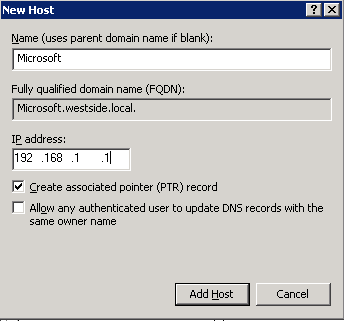 New Host
Name (uses parent domain name if blank):
Microsoft
Fully qualified domain name (FQDN):
Microsoft.westside.local.
IP address:
192 .168 .1 .1
Create associated pointer (PTR) record
Allow any authenticated user to update DNS records with the
same owner name
Add Host Cancel